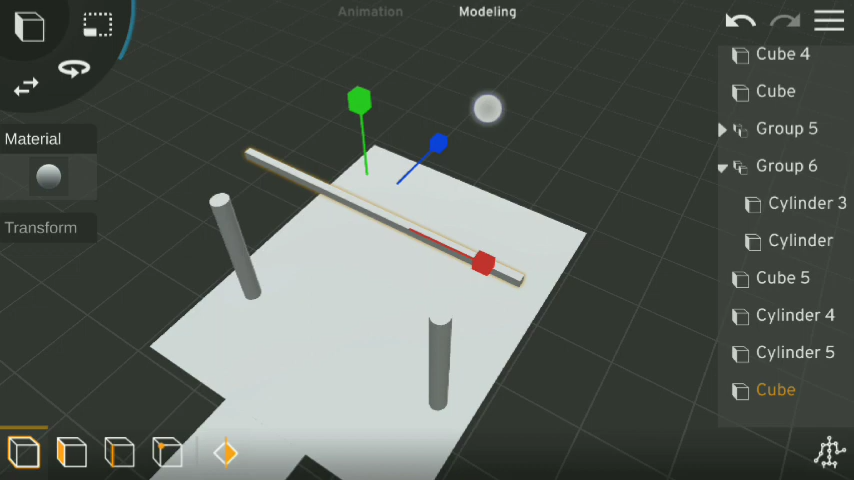 Animation
Modeling
Material
Transform
Cube 4
Cube
Group 5
Group 6
Cylinder 3
Cylinder
Cube 5
Cylinder 4
Cylinder 5
Cube